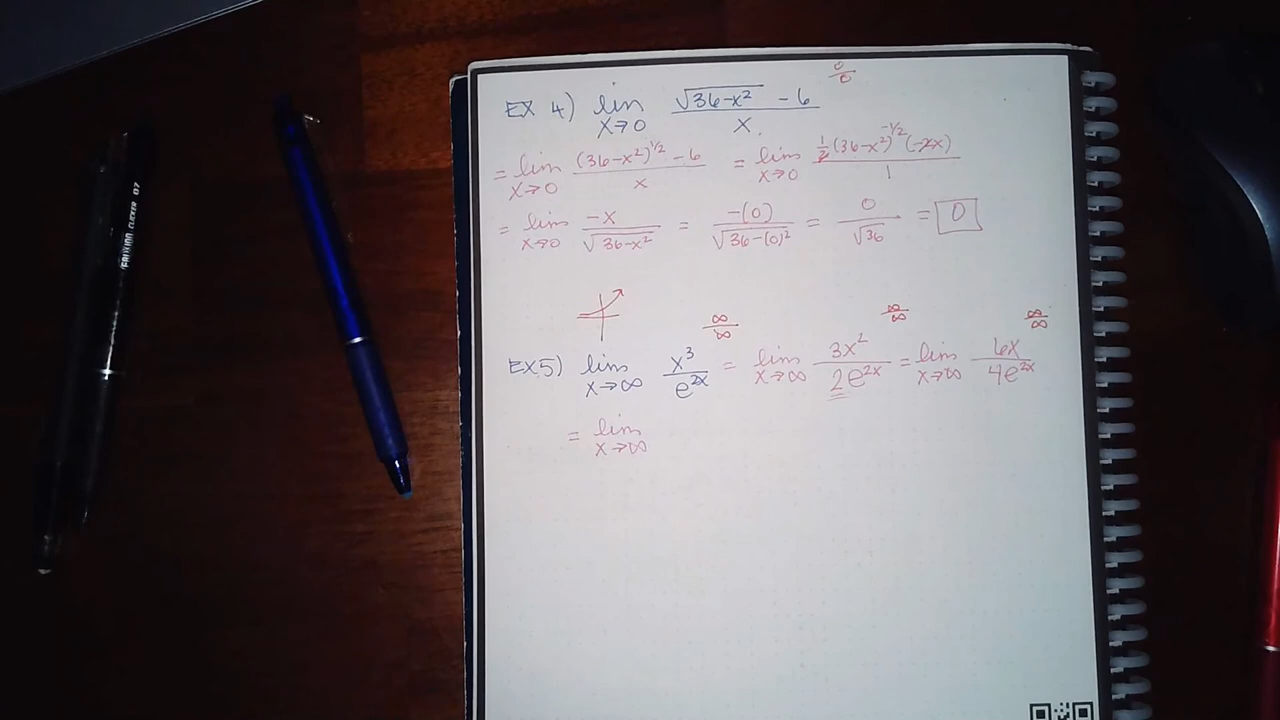 0/0
EX 4) lim x→0 (√(36-x²) - 6)/x.
= lim x→0 ((36-x²)^(1/2) - 6)/x = lim x→0 (1/2 (36-x²)^(-1/2) (-2x))/1
= lim x→0 -x/√(36-x²) = -(0)/√(36-(0)²) = 0/√36 = 0
∞/∞ ∞/∞ ∞/∞
EX 5) lim x→∞ x³/e^(2x) = lim x→∞ 3x²/(2e^(2x)) = lim x→∞ 6x/(4e^(2x))
= lim x→∞